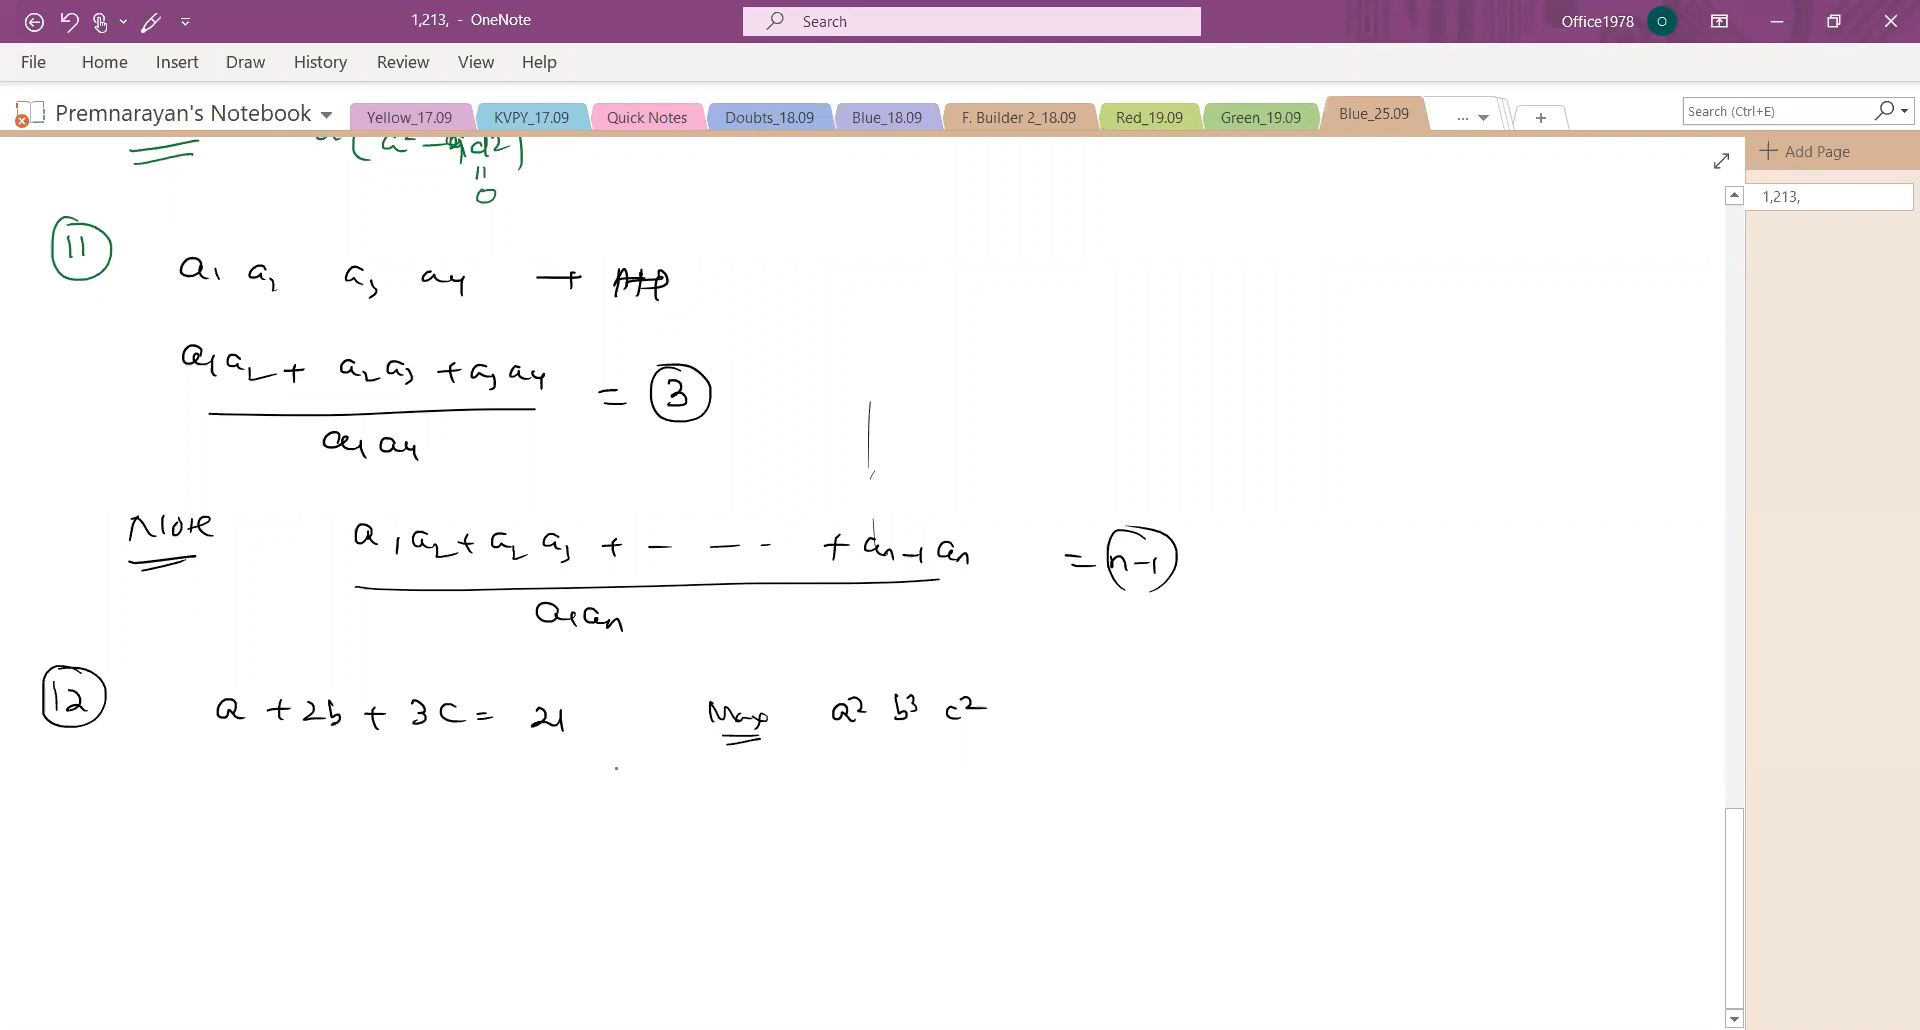 1,213, - OneNote
Search
Office1978
O
File Home Insert Draw History Review View Help
Premnarayan's Notebook
Yellow_17.09 KVPY_17.09 Quick Notes Doubts_18.09 Blue_18.09 F. Builder 2_18.09 Red_19.09 Green_19.09 Blue_25.09 ... +
Search (Ctrl+E)
+ Add Page
1,213,
0
11
a1 a2 a3 a4 →
a1a2 + a2a3 + a3a4
= 3
a1a4
Note
a1a2 + a2a3 + - - - - + an-1 an
= n-1
a1an
12
a + 2b + 3c = 21 Max a² b³ c²